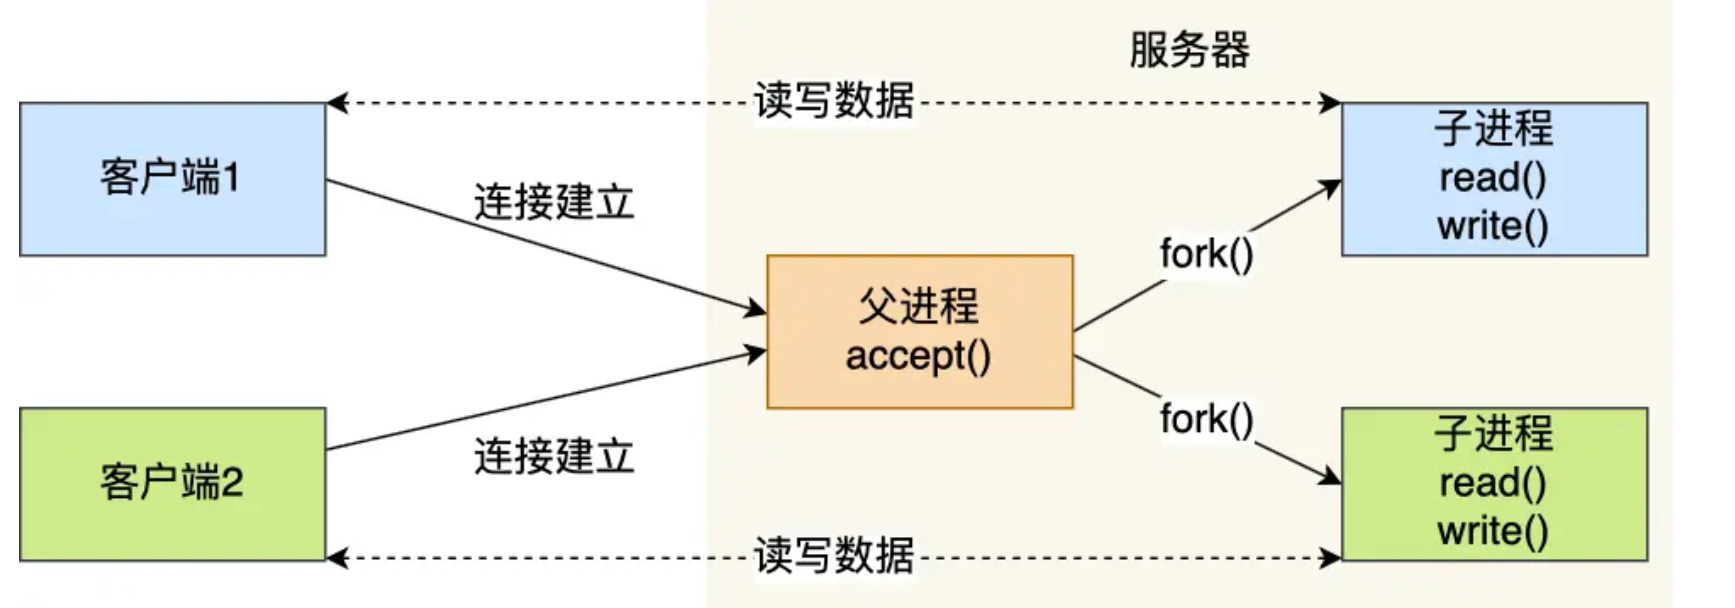 服务器
读写数据
客户端1
连接建立
子进程
read()
write()
fork()
父进程
accept()
fork()
客户端2
连接建立
子进程
read()
write()
读写数据